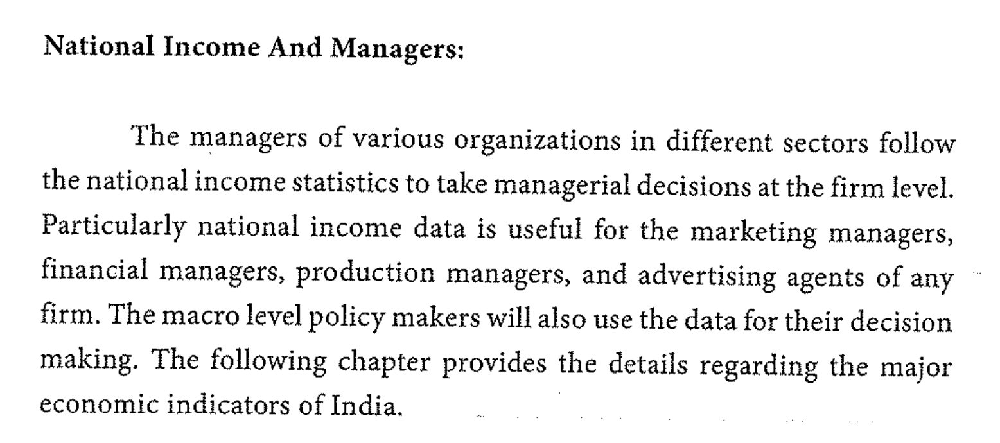 National Income And Managers:
The managers of various organizations in different sectors follow
the national income statistics to take managerial decisions at the firm level.
Particularly national income data is useful for the marketing managers,
financial managers, production managers, and advertising agents of any
firm. The macro level policy makers will also use the data for their decision
making. The following chapter provides the details regarding the major
economic indicators of India.